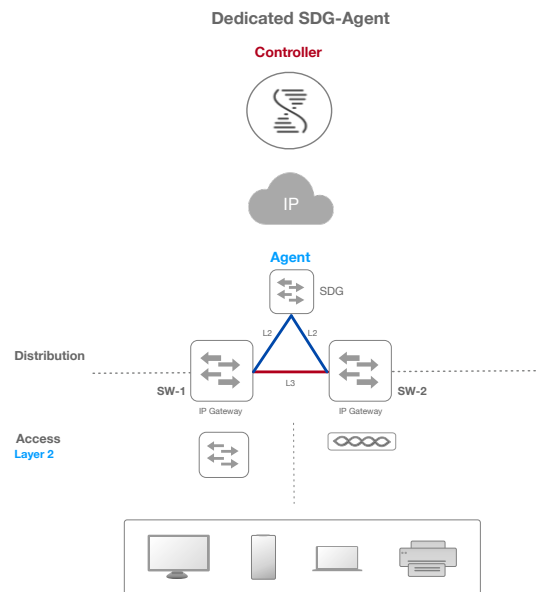 Dedicated SDG-Agent
Controller
IP
Agent
SDG
L2 L2
Distribution
L3
SW-1 SW-2
IP Gateway IP Gateway
Access
Layer 2